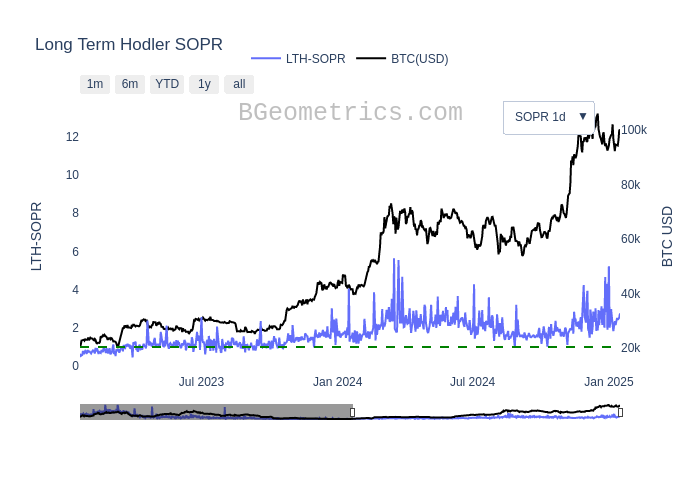 Long Term Hodler SOPR
LTH-SOPR
BTC(USD)
1m
6m
YTD
1y
all
BGeometrics.com
SOPR 1d ▼
12
10
8
6
4
2
0
LTH-SOPR
100k
80k
60k
40k
20k
BTC USD
Jul 2023
Jan 2024
Jul 2024
Jan 2025